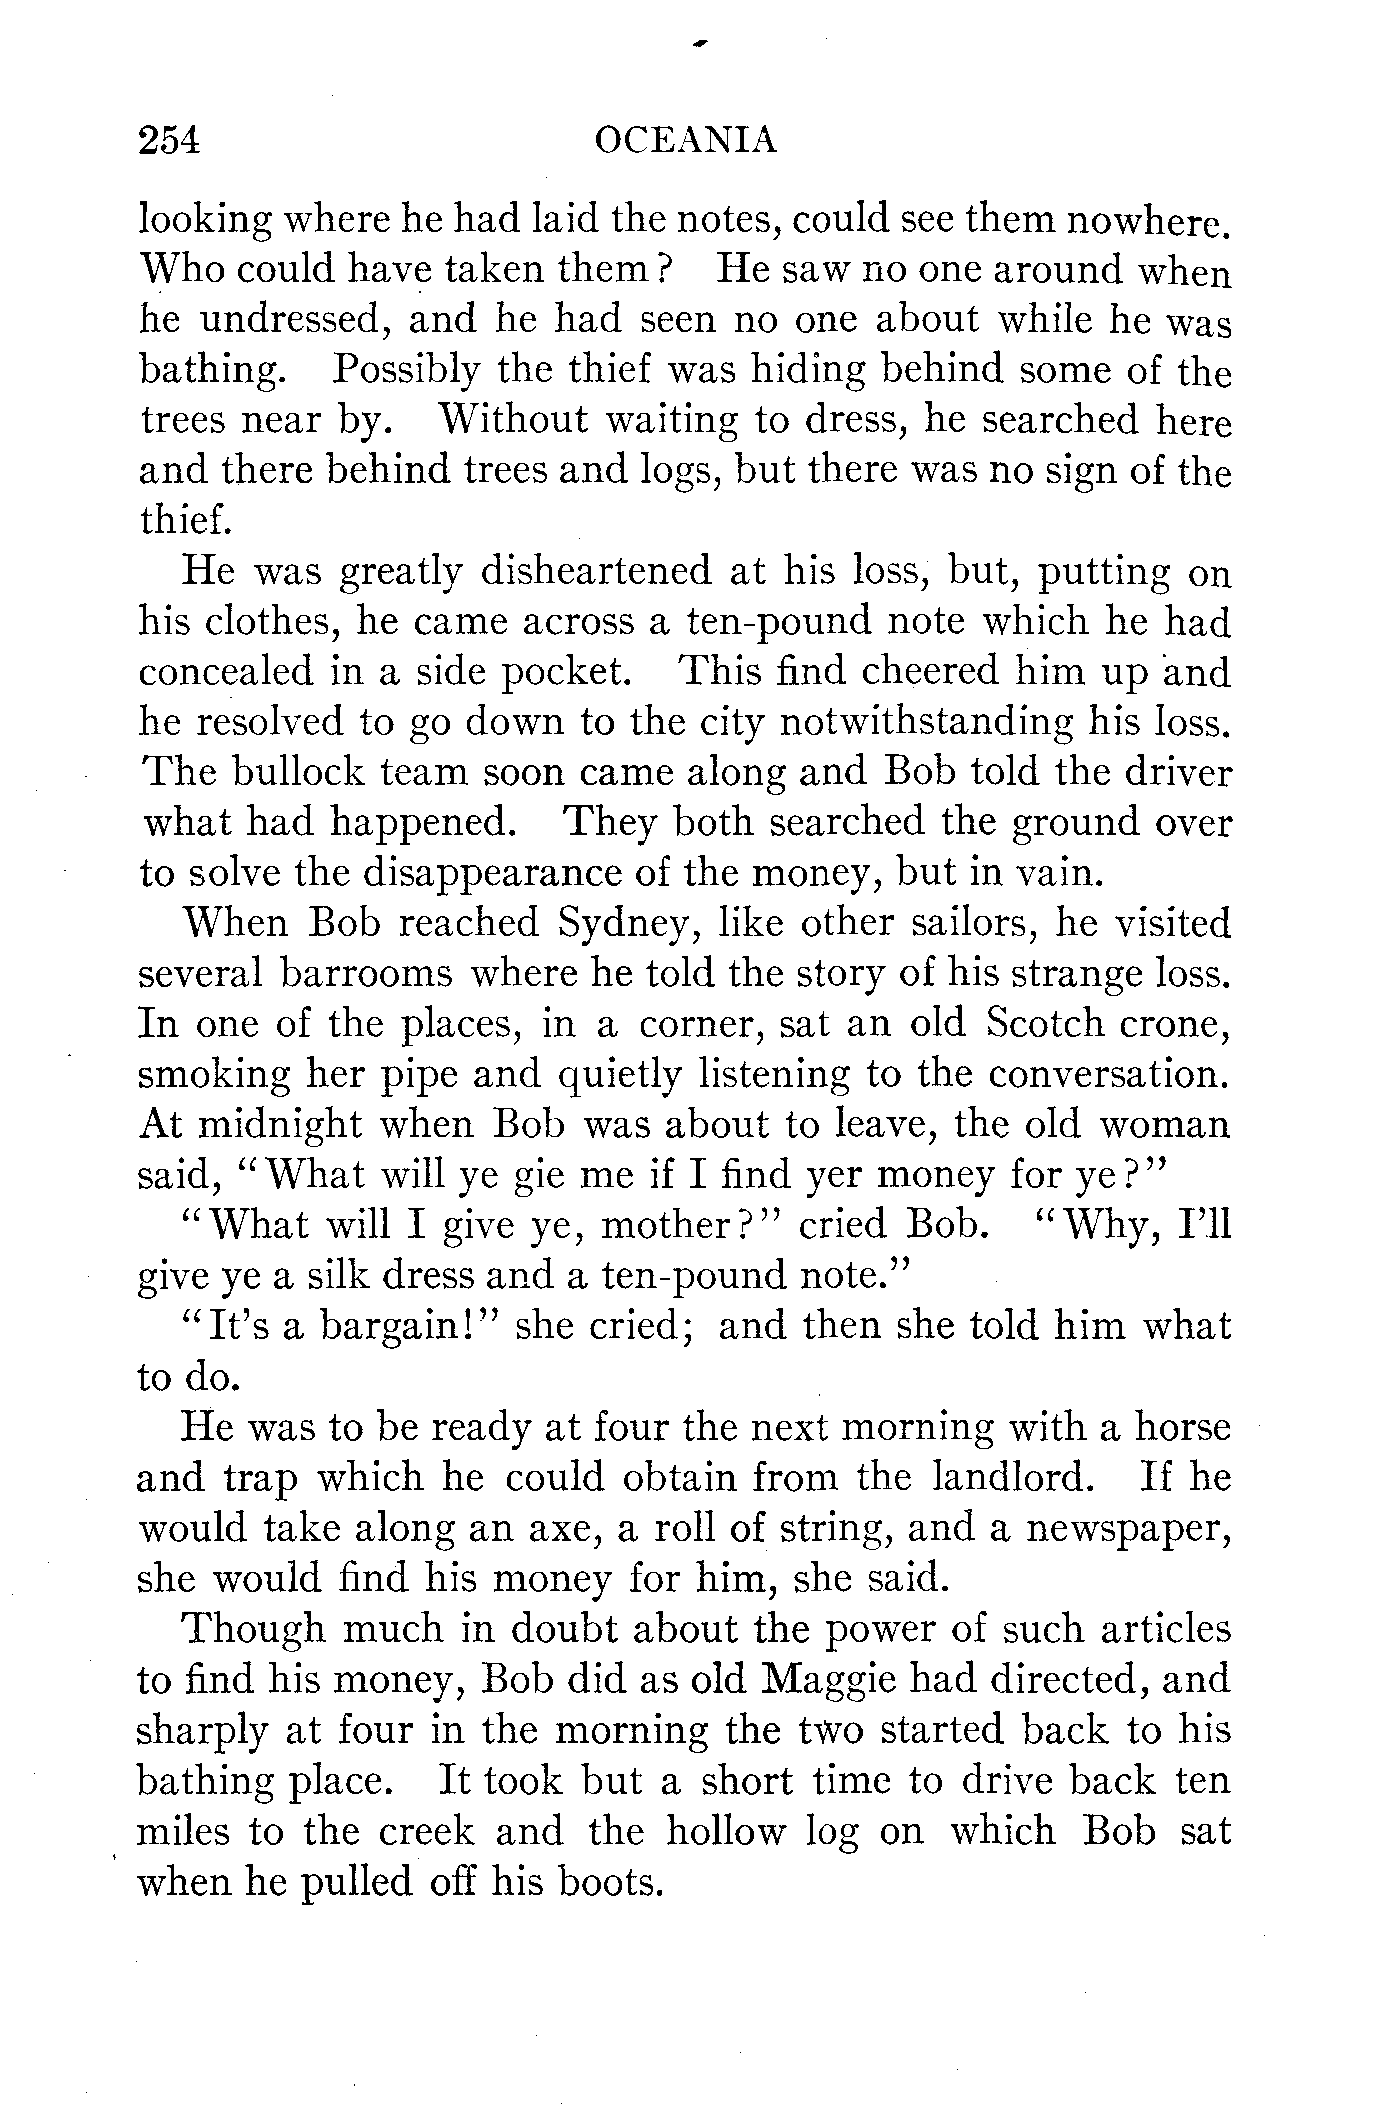 254 OCEANIA
looking where he had laid the notes, could see them nowhere.
Who could have taken them? He saw no one around when
he undressed, and he had seen no one about while he was
bathing. Possibly the thief was hiding behind some of the
trees near by. Without waiting to dress, he searched here
and there behind trees and logs, but there was no sign of the
thief.
He was greatly disheartened at his loss, but, putting on
his clothes, he came across a ten-pound note which he had
concealed in a side pocket. This find cheered him up and
he resolved to go down to the city notwithstanding his loss.
The bullock team soon came along and Bob told the driver
what had happened. They both searched the ground over
to solve the disappearance of the money, but in vain.
When Bob reached Sydney, like other sailors, he visited
several barrooms where he told the story of his strange loss.
In one of the places, in a corner, sat an old Scotch crone,
smoking her pipe and quietly listening to the conversation.
At midnight when Bob was about to leave, the old woman
said, "What will ye gie me if I find yer money for ye?"
"What will I give ye, mother?" cried Bob. "Why, I'll
give ye a silk dress and a ten-pound note."
"It's a bargain!" she cried; and then she told him what
to do.
He was to be ready at four the next morning with a horse
and trap which he could obtain from the landlord. If he
would take along an axe, a roll of string, and a newspaper,
she would find his money for him, she said.
Though much in doubt about the power of such articles
to find his money, Bob did as old Maggie had directed, and
sharply at four in the morning the two started back to his
bathing place. It took but a short time to drive back ten
miles to the creek and the hollow log on which Bob sat
when he pulled off his boots.